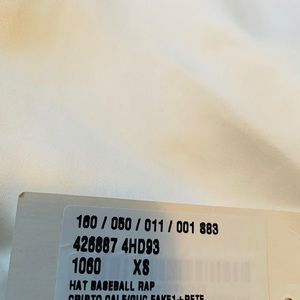 160 / 050 / 011 / 001 883
426887 4HD93
1060 XS
HAT BASEBALL RAP